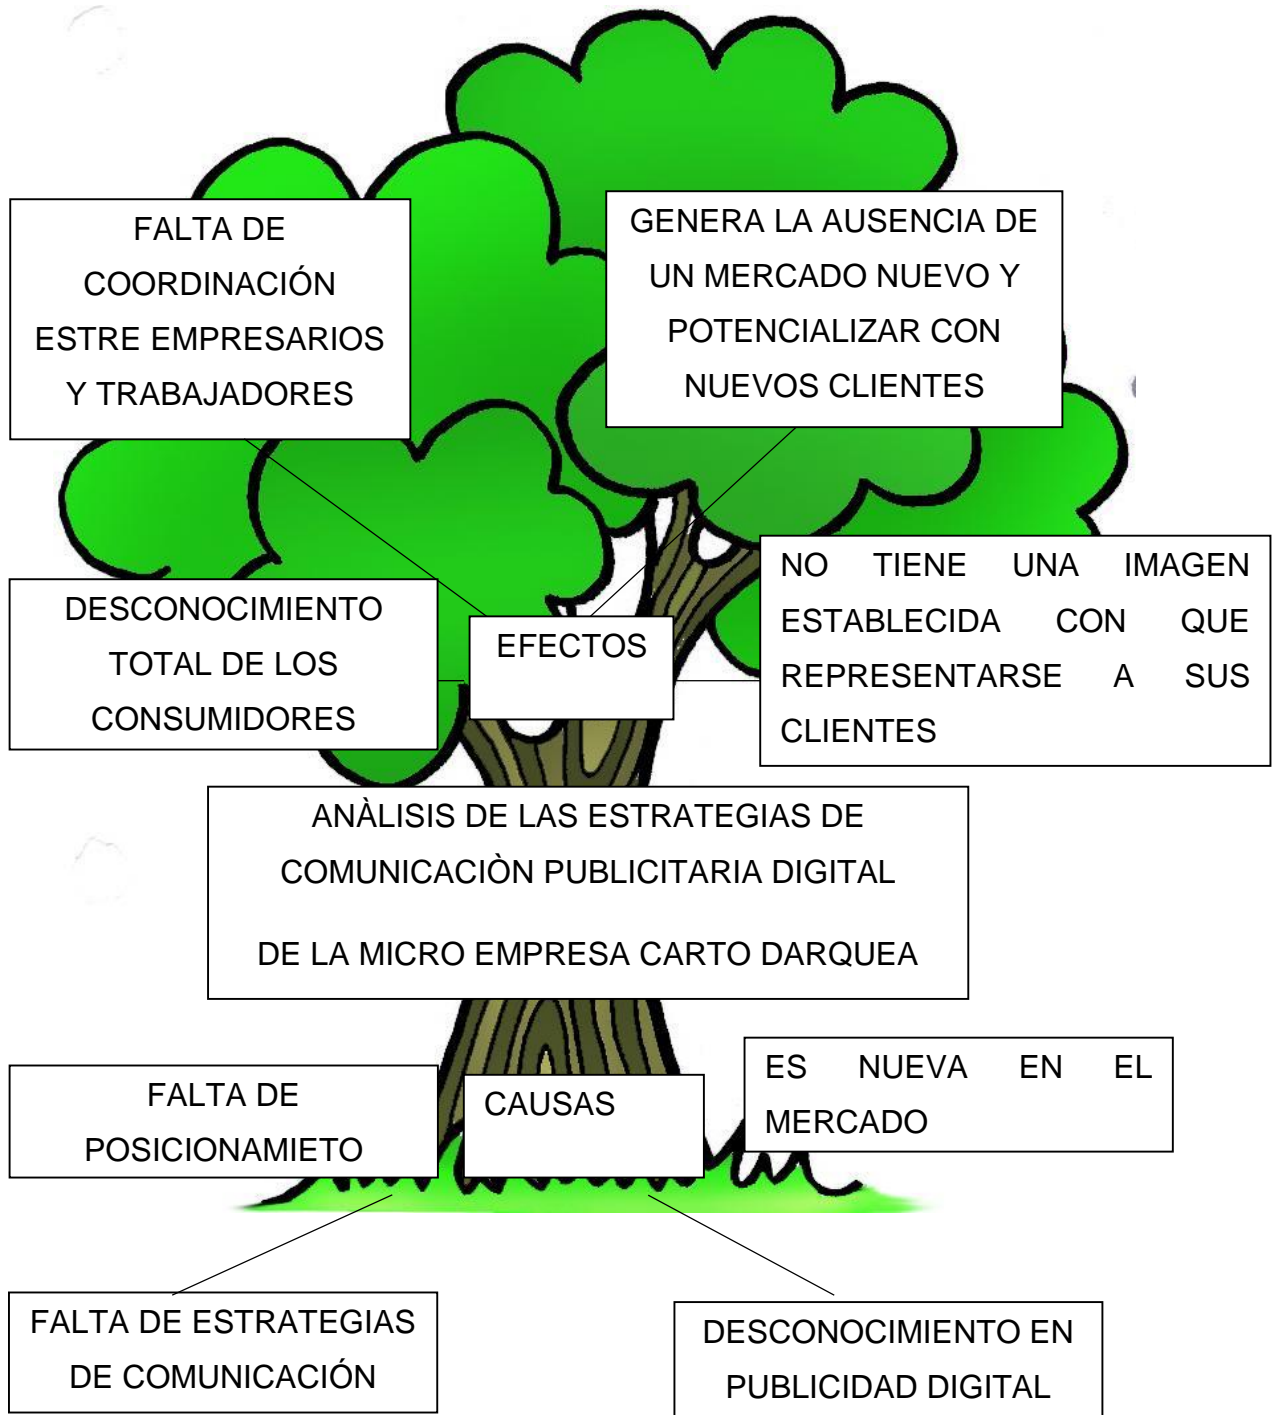 FALTA DE
COORDINACIÓN
ESTRE EMPRESARIOS
Y TRABAJADORES
GENERA LA AUSENCIA DE
UN MERCADO NUEVO Y
POTENCIALIZAR CON
NUEVOS CLIENTES
DESCONOCIMIENTO
TOTAL DE LOS
CONSUMIDORES
EFECTOS
NO TIENE UNA IMAGEN
ESTABLECIDA CON QUE
REPRESENTARSE A SUS
CLIENTES
ANÀLISIS DE LAS ESTRATEGIAS DE
COMUNICACIÒN PUBLICITARIA DIGITAL
DE LA MICRO EMPRESA CARTO DARQUEA
FALTA DE
POSICIONAMIETO
CAUSAS
ES NUEVA EN EL
MERCADO
FALTA DE ESTRATEGIAS
DE COMUNICACIÓN
DESCONOCIMIENTO EN
PUBLICIDAD DIGITAL